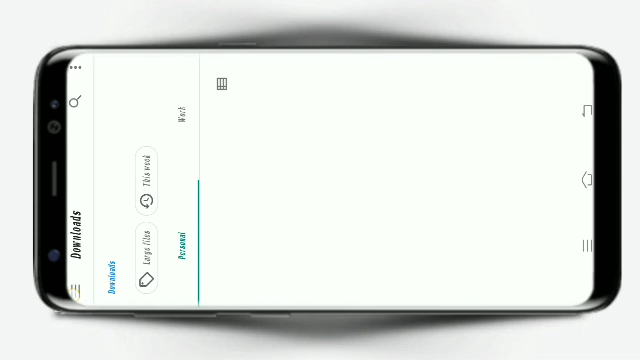 Downloads
Downloads
Large files
This week
Personal
Work